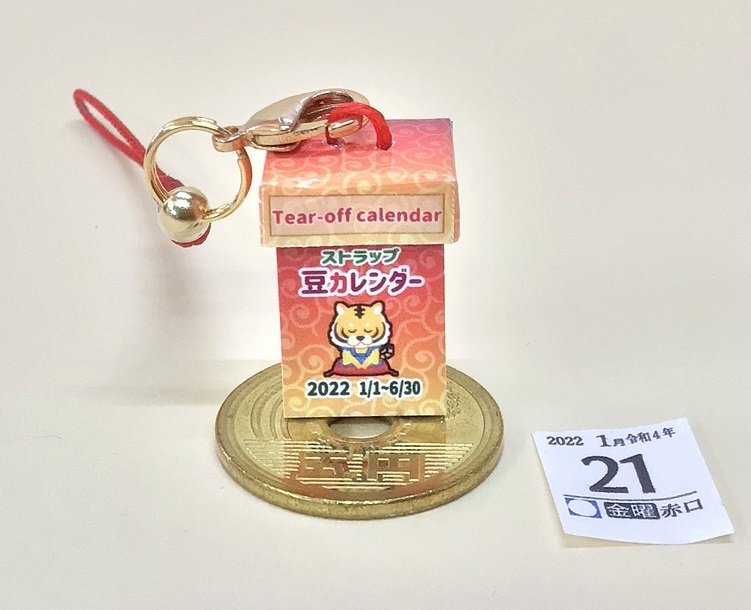 Tear-off calendar
ストラップ
豆カレンダー
2022 1/1~6/30
五円
2022 1月 令和4年
21
金曜 赤口